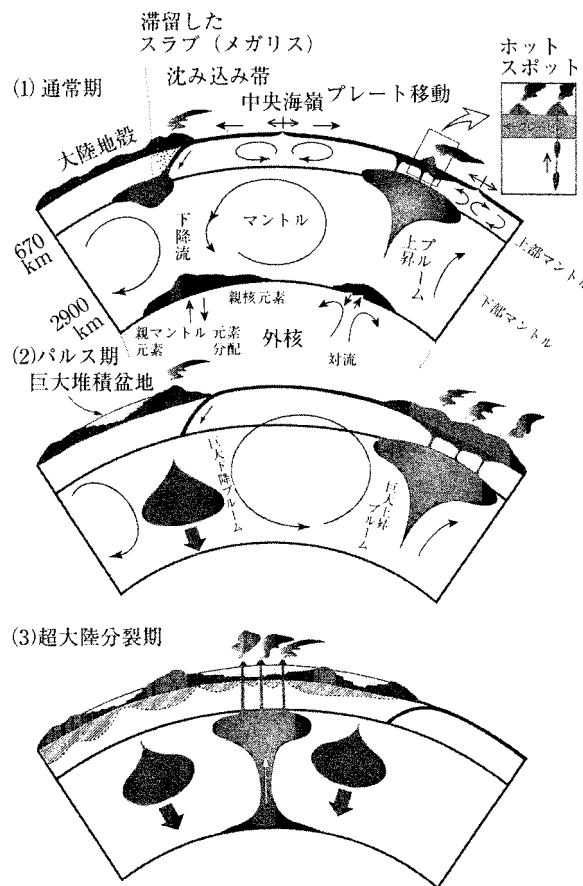 滞留した
スラブ（メガリス）
(1) 通常期
沈み込み帯
中央海嶺
プレート移動
ホット
スポット
大陸地殻
下降流
マントル
上昇
プルーム
670
km
2900
km
上部マントル
下部マントル
親核元素
親マントル
元素
元素
分配
外核
対流
(2) パルス期
巨大堆積盆地
巨大下降プルーム
巨大上昇
プルーム
(3) 超大陸分裂期